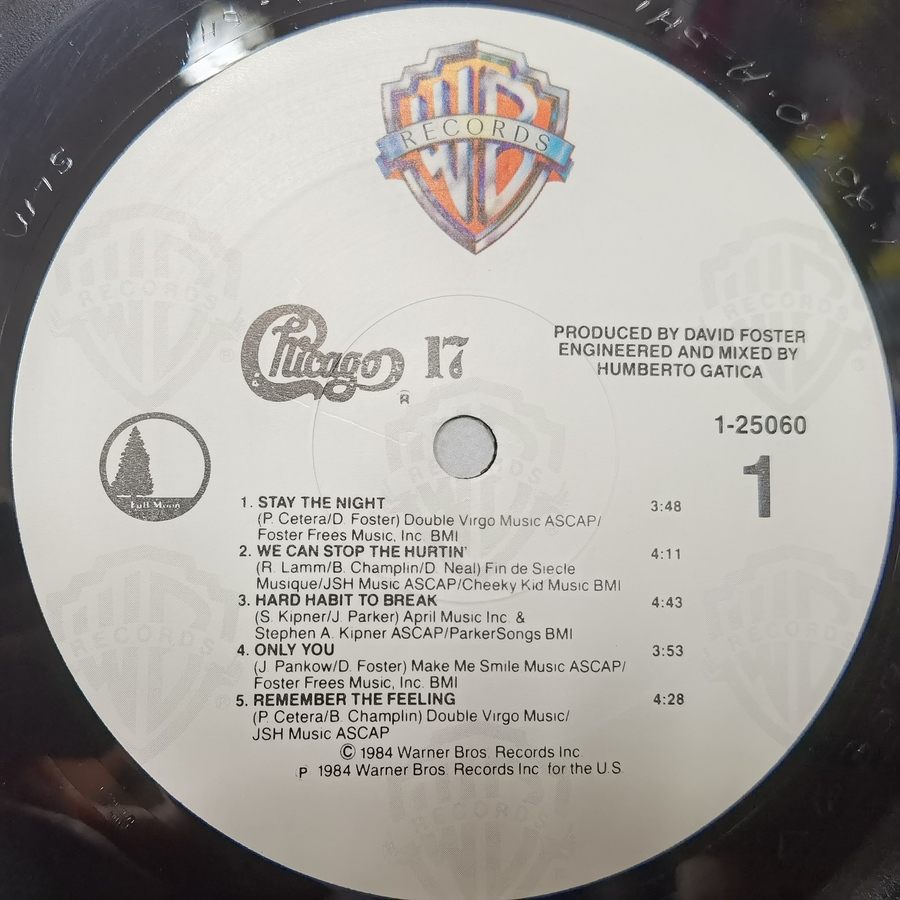 WB
RECORDS
Chicago 17
®
PRODUCED BY DAVID FOSTER
ENGINEERED AND MIXED BY
HUMBERTO GATICA
1-25060
1
Full Moon
1. STAY THE NIGHT 3:48
(P. Cetera/D. Foster) Double Virgo Music ASCAP/
Foster Frees Music, Inc. BMI
2. WE CAN STOP THE HURTIN' 4:11
(R. Lamm/B. Champlin/D. Neal) Fin de Siecle
Musique/JSH Music ASCAP/Cheeky Kid Music BMI
3. HARD HABIT TO BREAK 4:43
(S. Kipner/J. Parker) April Music Inc. &
Stephen A. Kipner ASCAP/ParkerSongs BMI
4. ONLY YOU 3:53
(J. Pankow/D. Foster) Make Me Smile Music ASCAP/
Foster Frees Music, Inc. BMI
5. REMEMBER THE FEELING 4:28
(P. Cetera/B. Champlin) Double Virgo Music/
JSH Music ASCAP
© 1984 Warner Bros. Records Inc.
P 1984 Warner Bros. Records Inc. for the U.S.